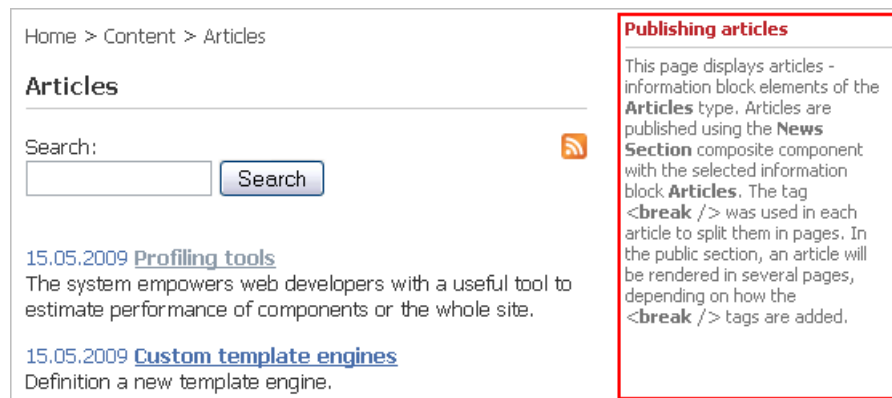 Home > Content > Articles
Articles
Search:
Search
15.05.2009 Profiling tools
The system empowers web developers with a useful tool to
estimate performance of components or the whole site.
15.05.2009 Custom template engines
Definition a new template engine.
Publishing articles
This page displays articles -
information block elements of the
Articles type. Articles are
published using the News
Section composite component
with the selected information
block Articles. The tag
<break /> was used in each
article to split them in pages. In
the public section, an article will
be rendered in several pages,
depending on how the
<break /> tags are added.